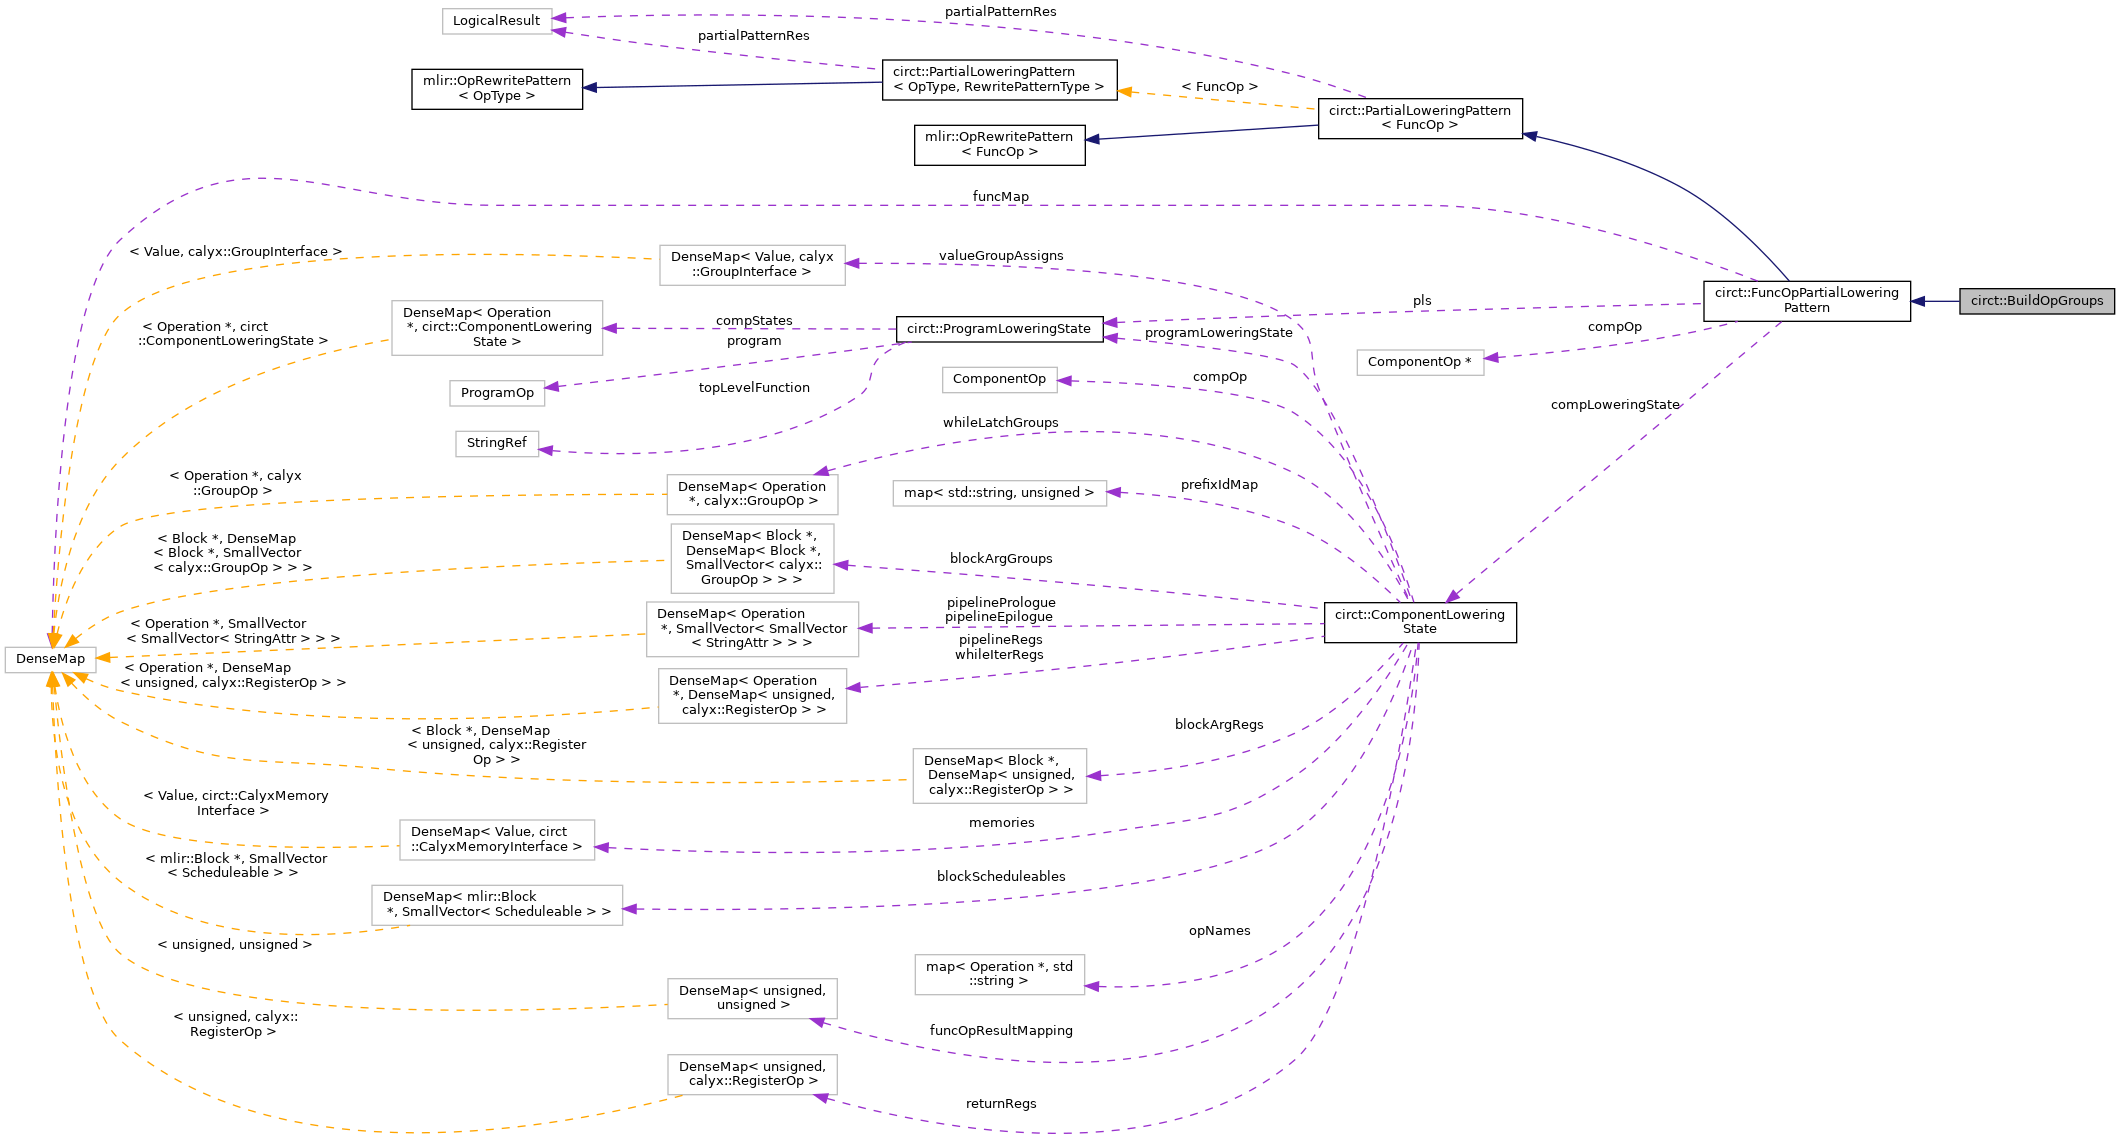 partialPatternRes
LogicalResult
partialPatternRes
mlir::OpRewritePattern
< OpType >
circt::PartialLoweringPattern
< OpType, RewritePatternType >
< FuncOp >
circt::PartialLoweringPattern
< FuncOp >
mlir::OpRewritePattern
< FuncOp >
funcMap
< Value, calyx::GroupInterface >
DenseMap< Value, calyx
::GroupInterface >
valueGroupAssigns
circt::FuncOpPartialLowering
Pattern
circt::BuildOpGroups
pls
< Operation *, circt
::ComponentLoweringState >
DenseMap< Operation
*, circt::ComponentLowering
State >
compStates
program
circt::ProgramLoweringState
programLoweringState
compOp
ComponentOp *
ProgramOp
topLevelFunction
ComponentOp
compOp
compLoweringState
StringRef
whileLatchGroups
< Operation *, calyx
::GroupOp >
DenseMap< Operation
*, calyx::GroupOp >
map< std::string, unsigned >
prefixIdMap
< Block *, DenseMap
< Block *, SmallVector
< calyx::GroupOp > > >
DenseMap< Block *,
DenseMap< Block *,
SmallVector< calyx::
GroupOp > > >
blockArgGroups
< Operation *, SmallVector
< SmallVector< StringAttr > > >
DenseMap< Operation
*, SmallVector< SmallVector
< StringAttr > > >
pipelinePrologue
pipelineEpilogue
circt::ComponentLowering
State
DenseMap
< Operation *, DenseMap
< unsigned, calyx::RegisterOp > >
DenseMap< Operation
*, DenseMap< unsigned,
calyx::RegisterOp > >
pipelineRegs
whileIterRegs
< Block *, DenseMap
< unsigned, calyx::Register
Op > >
DenseMap< Block *,
DenseMap< unsigned,
calyx::RegisterOp > >
blockArgRegs
< Value, circt::CalyxMemory
Interface >
DenseMap< Value, circt
::CalyxMemoryInterface >
memories
< mlir::Block *, SmallVector
< Scheduleable > >
DenseMap< mlir::Block
*, SmallVector< Scheduleable > >
blockScheduleables
< unsigned, unsigned >
DenseMap< unsigned,
unsigned >
map< Operation *, std
::string >
opNames
funcOpResultMapping
< unsigned, calyx::
RegisterOp >
DenseMap< unsigned,
calyx::RegisterOp >
returnRegs